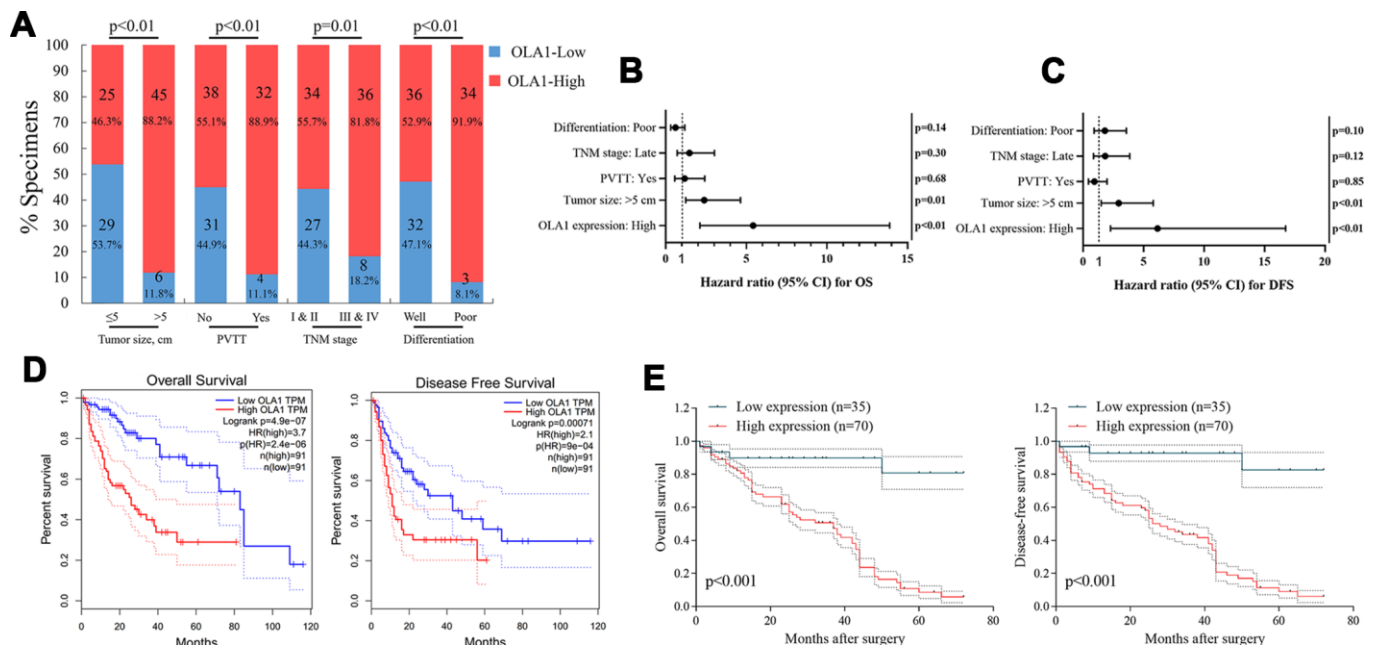 A
p<0.01 p<0.01 p=0.01 p<0.01
% Specimens
100
90
80
70
60
50
40
30
20
10
0
OLA1-Low
OLA1-High
25 45 38 32 34 36 36 34
46.3% 88.2% 55.1% 88.9% 55.7% 81.8% 52.9% 91.9%
29 6 31 4 27 8 32 3
53.7% 11.8% 44.9% 11.1% 44.3% 18.2% 47.1% 8.1%
≤5 >5 No Yes I & II III & IV Well Poor
Tumor size, cm PVTT TNM stage Differentiation
B
Differentiation: Poor p=0.14
TNM stage: Late p=0.30
PVTT: Yes p=0.68
Tumor size: >5 cm p=0.01
OLA1 expression: High p<0.01
0 1 5 10 15
Hazard ratio (95% CI) for OS
C
Differentiation: Poor p=0.10
TNM stage: Late p=0.12
PVTT: Yes p=0.85
Tumor size: >5 cm p<0.01
OLA1 expression: High p<0.01
0 1 5 10 15 20
Hazard ratio (95% CI) for DFS
D
Overall Survival
Low OLA1 TPM
High OLA1 TPM
Logrank p=4.9e-07
HR(high)=3.7
p(HR)=2.4e-06
n(high)=91
n(low)=91
Percent survival
1.0
0.8
0.6
0.4
0.2
0.0
0 20 40 60 80 100 120
Months
Disease Free Survival
Low OLA1 TPM
High OLA1 TPM
Logrank p=0.00071
HR(high)=2.1
p(HR)=9e-04
n(high)=91
n(low)=91
Percent survival
1.0
0.8
0.6
0.4
0.2
0.0
0 20 40 60 80 100 120
Months
E
Low expression (n=35)
High expression (n=70)
Overall survival
1.2
1.0
0.8
0.6
0.4
0.2
0.0
p<0.001
0 20 40 60 80
Months after surgery
Low expression (n=35)
High expression (n=70)
Disease-free survival
1.2
1.0
0.8
0.6
0.4
0.2
0.0
p<0.001
0 20 40 60 80
Months after surgery